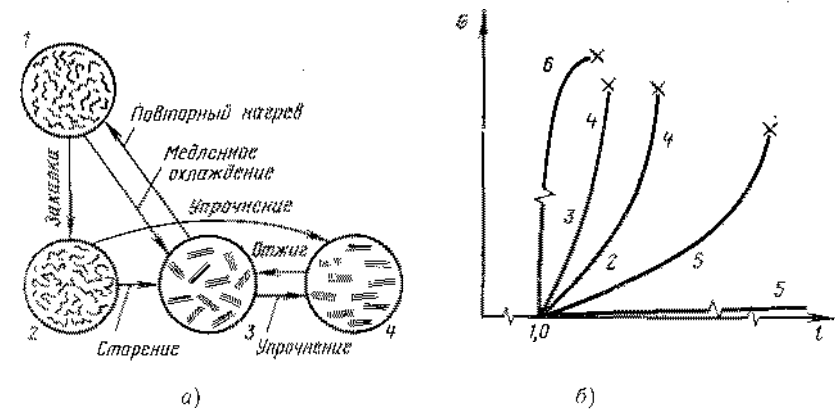 1
Повторный нагрев
Медленное
охлаждение
Закалка
Упрочнение
Отжиг
2
3
4
Старение
Упрочнение
а)
б
6
4
4
3
2
5
5
1,0
l
б)